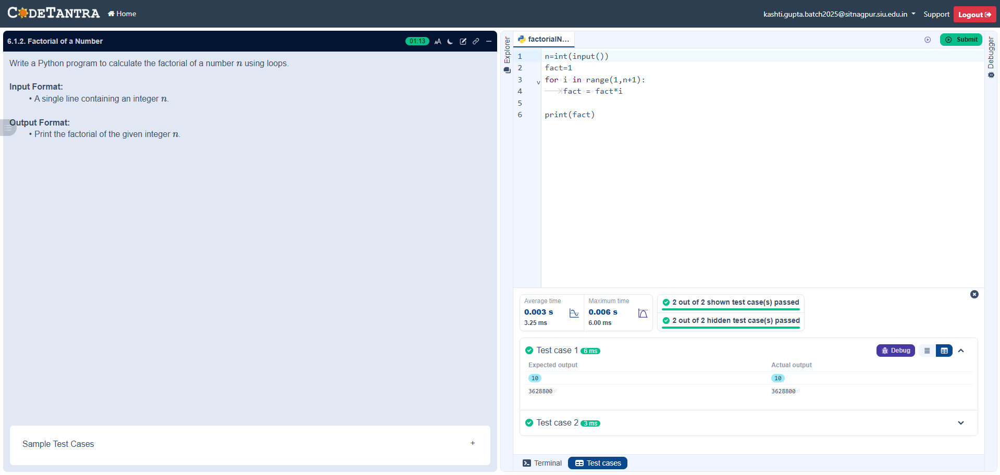 CODETANTRA Home kashti.gupta.batch2025@sitnagpur.siu.edu.in Support Logout
6.1.2. Factorial of a Number 01:13 AA
Write a Python program to calculate the factorial of a number n using loops.
Input Format:
• A single line containing an integer n.
Output Format:
• Print the factorial of the given integer n.
Sample Test Cases +
Explorer
factorialN...
Submit
Debugger
1 n=int(input())
2 fact=1
3 for i in range(1,n+1):
4 fact = fact*i
5
6 print(fact)
Average time
0.003 s
3.25 ms
Maximum time
0.006 s
6.00 ms
2 out of 2 shown test case(s) passed
2 out of 2 hidden test case(s) passed
Test case 1 6 ms Debug
Expected output Actual output
10 10
3628800 3628800
Test case 2 3 ms
Terminal Test cases